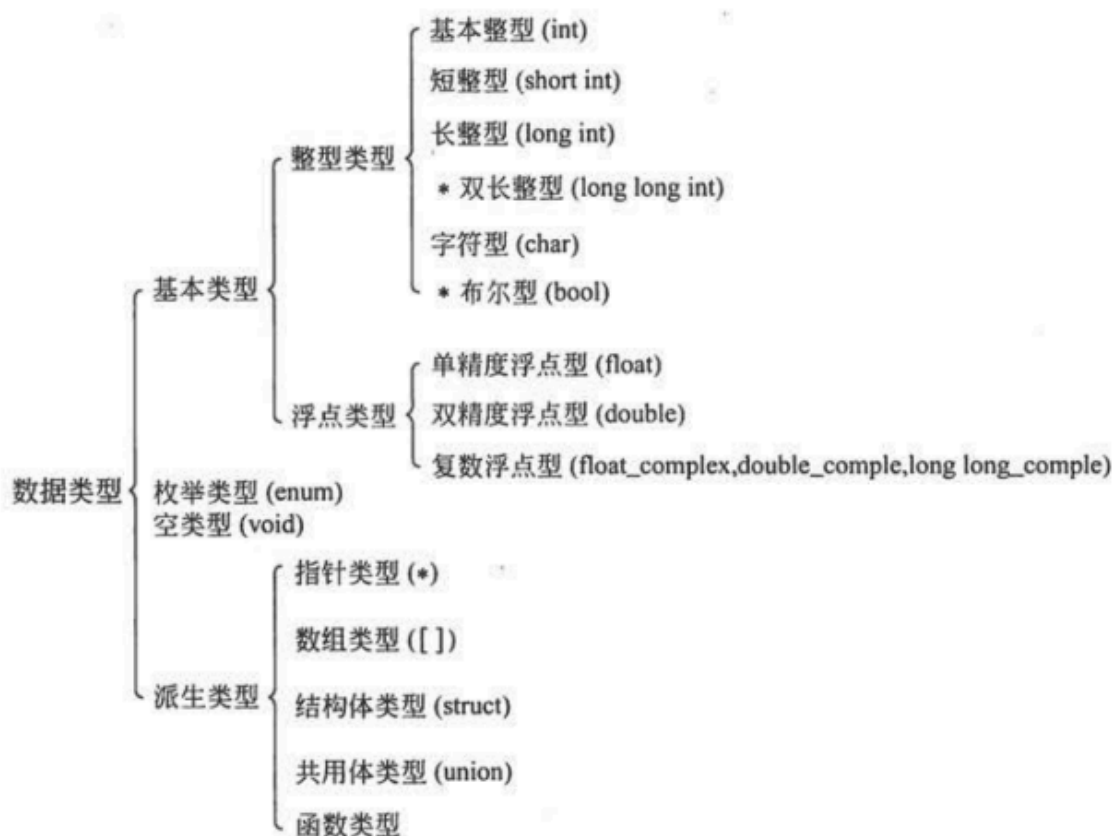 基本整型 (int)
短整型 (short int)
长整型 (long int)
整型类型
* 双长整型 (long long int)
字符型 (char)
基本类型
* 布尔型 (bool)
单精度浮点型 (float)
浮点类型
双精度浮点型 (double)
复数浮点型 (float_complex,double_comple,long long_comple)
数据类型
枚举类型 (enum)
空类型 (void)
指针类型 (*)
数组类型 ([ ])
派生类型
结构体类型 (struct)
共用体类型 (union)
函数类型